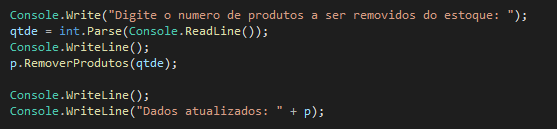 Console.Write("Digite o numero de produtos a ser removidos do estoque: ");
qtde = int.Parse(Console.ReadLine());
Console.WriteLine();
p.RemoverProdutos(qtde);
Console.WriteLine();
Console.WriteLine("Dados atualizados: " + p);